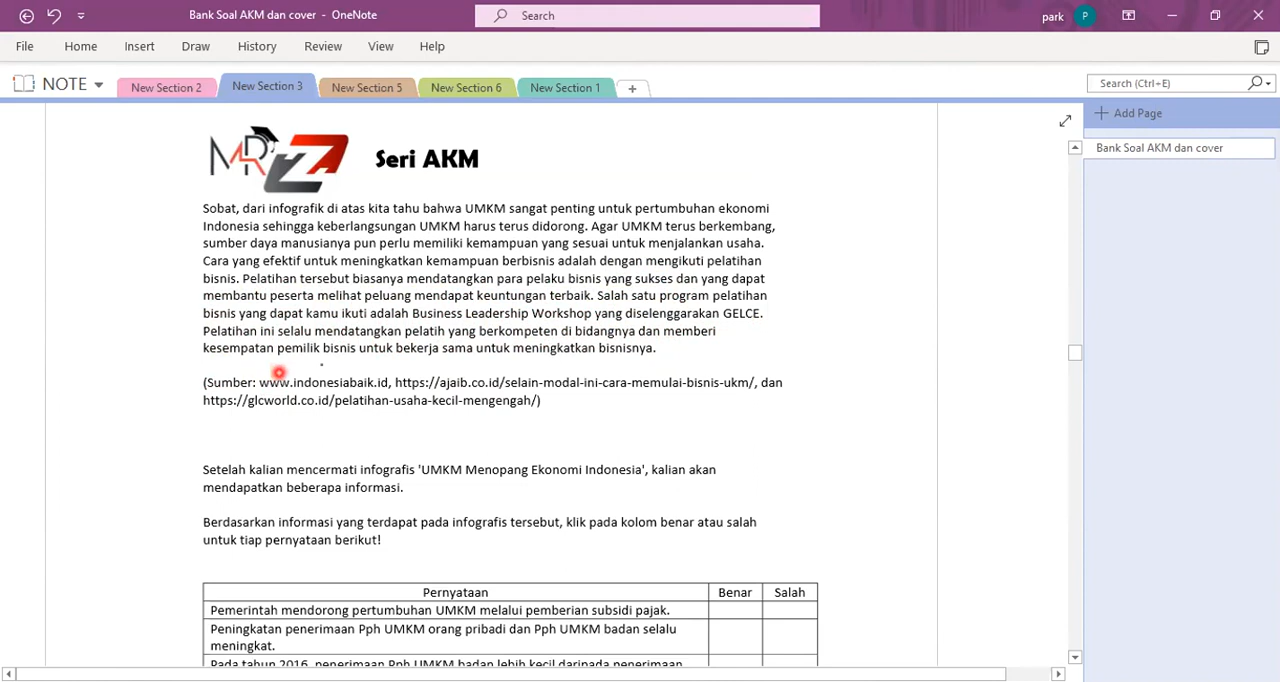 Bank Soal AKM dan cover - OneNote
Search
park
P
File Home Insert Draw History Review View Help
NOTE
New Section 2
New Section 3
New Section 5
New Section 6
New Section 1
+
Search (Ctrl+E)
Add Page
Bank Soal AKM dan cover
Seri AKM
Sobat, dari infografik di atas kita tahu bahwa UMKM sangat penting untuk pertumbuhan ekonomi
Indonesia sehingga keberlangsungan UMKM harus terus didorong. Agar UMKM terus berkembang,
sumber daya manusianya pun perlu memiliki kemampuan yang sesuai untuk menjalankan usaha.
Cara yang efektif untuk meningkatkan kemampuan berbisnis adalah dengan mengikuti pelatihan
bisnis. Pelatihan tersebut biasanya mendatangkan para pelaku bisnis yang sukses dan yang dapat
membantu peserta melihat peluang mendapat keuntungan terbaik. Salah satu program pelatihan
bisnis yang dapat kamu ikuti adalah Business Leadership Workshop yang diselenggarakan GELCE.
Pelatihan ini selalu mendatangkan pelatih yang berkompeten di bidangnya dan memberi
kesempatan pemilik bisnis untuk bekerja sama untuk meningkatkan bisnisnya.
(Sumber: www.indonesiabaik.id, https://ajaib.co.id/selain-modal-ini-cara-memulai-bisnis-ukm/, dan
https://glcworld.co.id/pelatihan-usaha-kecil-mengengah/)
Setelah kalian mencermati infografis 'UMKM Menopang Ekonomi Indonesia', kalian akan
mendapatkan beberapa informasi.
Berdasarkan informasi yang terdapat pada infografis tersebut, klik pada kolom benar atau salah
untuk tiap pernyataan berikut!
Pernyataan Benar Salah
Pemerintah mendorong pertumbuhan UMKM melalui pemberian subsidi pajak.
Peningkatan penerimaan Pph UMKM orang pribadi dan Pph UMKM badan selalu
meningkat.
Pada tahun 2016, penerimaan Pph UMKM badan lebih kecil daripada penerimaan